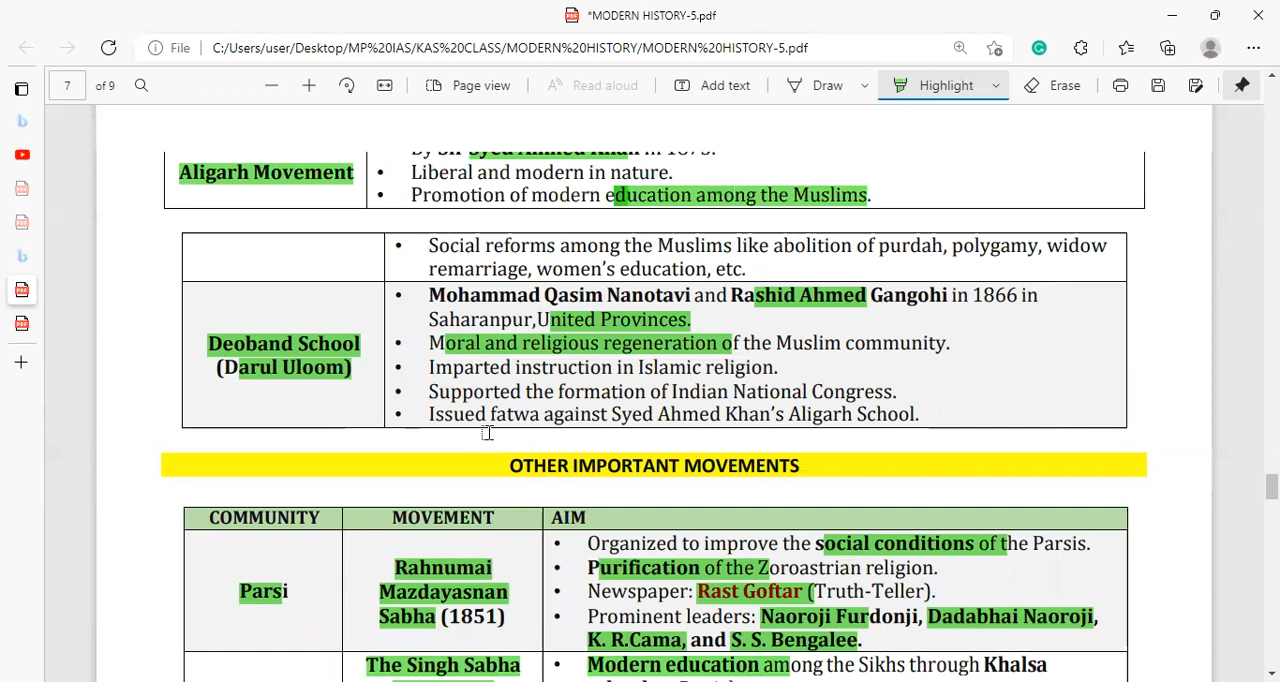 *MODERN HISTORY-5.pdf
File
C:/Users/user/Desktop/MP%20IAS/KAS%20CLASS/MODERN%20HISTORY/MODERN%20HISTORY-5.pdf
7 of 9
Page view
Read aloud
Add text
Draw
Highlight
Erase
By Sir Syed Ahmed Khan in 1875.
Aligarh Movement
• Liberal and modern in nature.
• Promotion of modern education among the Muslims.
• Social reforms among the Muslims like abolition of purdah, polygamy, widow
remarriage, women’s education, etc.
Deoband School
(Darul Uloom)
• Mohammad Qasim Nanotavi and Rashid Ahmed Gangohi in 1866 in
Saharanpur,United Provinces.
• Moral and religious regeneration of the Muslim community.
• Imparted instruction in Islamic religion.
• Supported the formation of Indian National Congress.
• Issued fatwa against Syed Ahmed Khan’s Aligarh School.
OTHER IMPORTANT MOVEMENTS
COMMUNITY MOVEMENT AIM
Parsi
Rahnumai
Mazdayasnan
Sabha (1851)
• Organized to improve the social conditions of the Parsis.
• Purification of the Zoroastrian religion.
• Newspaper: Rast Goftar (Truth-Teller).
• Prominent leaders: Naoroji Furdonji, Dadabhai Naoroji,
K. R.Cama, and S. S. Bengalee.
The Singh Sabha
• Modern education among the Sikhs through Khalsa